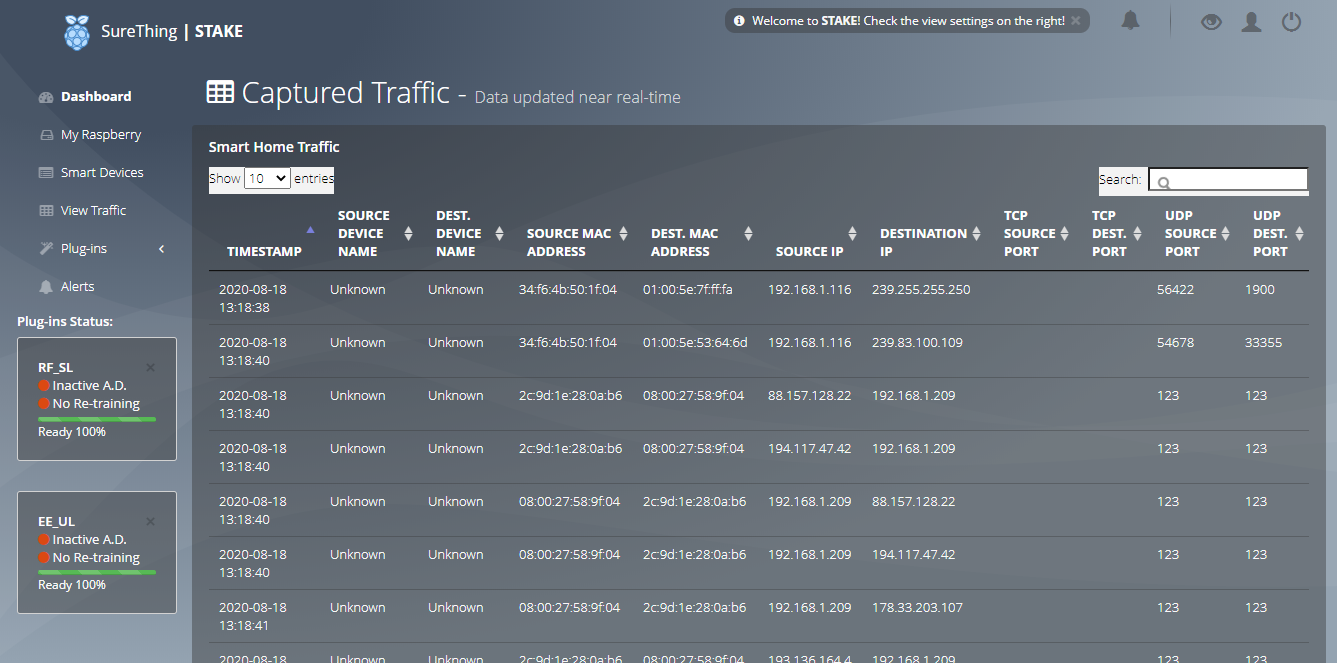 SureThing | STAKE
Welcome to STAKE! Check the view settings on the right! ×
Dashboard
My Raspberry
Smart Devices
View Traffic
Plug-ins
Alerts
Plug-ins Status:
RF_SL ×
Inactive A.D.
No Re-training
Ready 100%
EE_UL ×
Inactive A.D.
No Re-training
Ready 100%
Captured Traffic - Data updated near real-time
Smart Home Traffic
Show 10 entries
Search:
TIMESTAMP SOURCE DEVICE NAME DEST. DEVICE NAME SOURCE MAC ADDRESS DEST. MAC ADDRESS SOURCE IP DESTINATION IP TCP SOURCE PORT TCP DEST. PORT UDP SOURCE PORT UDP DEST. PORT
2020-08-18 Unknown Unknown 34:f6:4b:50:1f:04 01:00:5e:7f:ff:fa 192.168.1.116 239.255.255.250 56422 1900
13:18:38
2020-08-18 Unknown Unknown 34:f6:4b:50:1f:04 01:00:5e:53:64:6d 192.168.1.116 239.83.100.109 54678 33355
13:18:40
2020-08-18 Unknown Unknown 2c:9d:1e:28:0a:b6 08:00:27:58:9f:04 88.157.128.22 192.168.1.209 123 123
13:18:40
2020-08-18 Unknown Unknown 2c:9d:1e:28:0a:b6 08:00:27:58:9f:04 194.117.47.42 192.168.1.209 123 123
13:18:40
2020-08-18 Unknown Unknown 08:00:27:58:9f:04 2c:9d:1e:28:0a:b6 192.168.1.209 88.157.128.22 123 123
13:18:40
2020-08-18 Unknown Unknown 08:00:27:58:9f:04 2c:9d:1e:28:0a:b6 192.168.1.209 194.117.47.42 123 123
13:18:40
2020-08-18 Unknown Unknown 08:00:27:58:9f:04 2c:9d:1e:28:0a:b6 192.168.1.209 178.33.203.107 123 123
13:18:41
2020-08-18 Unknown Unknown 2c:9d:1e:28:0a:b6 08:00:27:58:9f:04 193.136.164.4 192.168.1.209 123 123